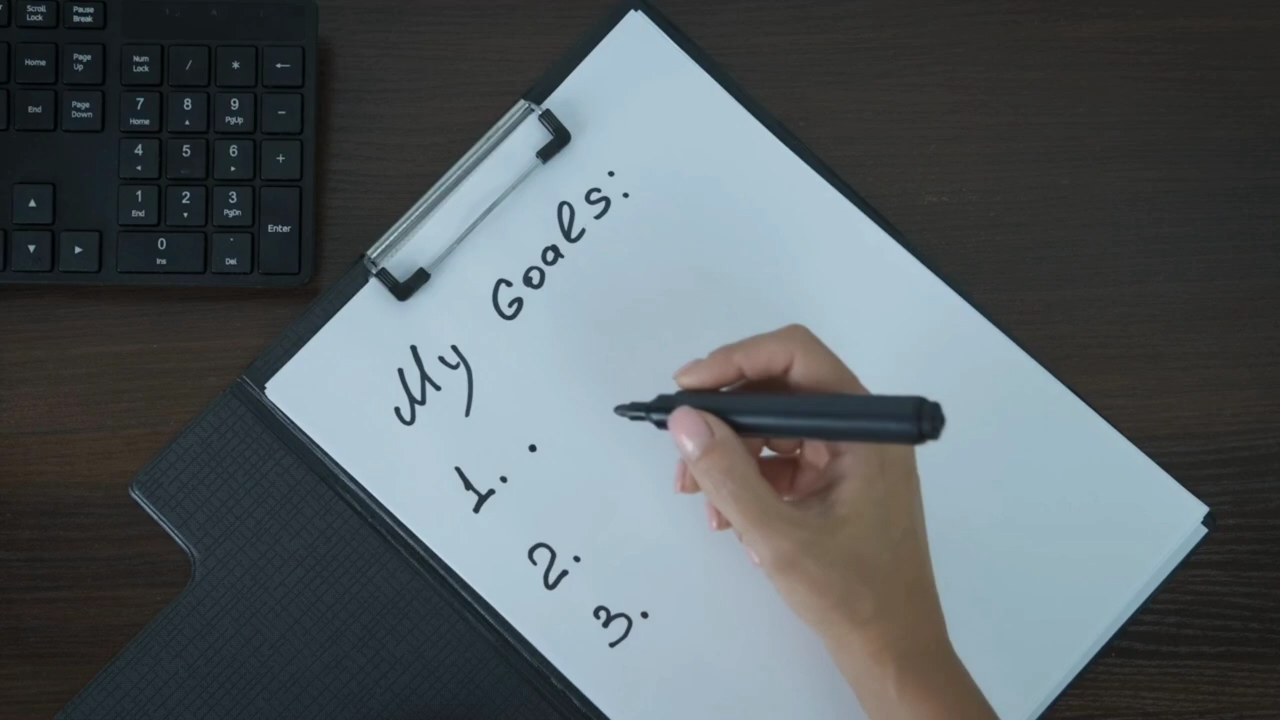 Scroll Lock
Pause Break
Home
Page Up
Num Lock
/
*
←
End
Page Down
7 Home
8 ▲
9 PgUp
-
4 ◄
5
6 ►
+
▲
1 End
2 ▼
3 PgDn
Enter
▼
►
0 Ins
. Del
My Goals:
1. .
2.
3.